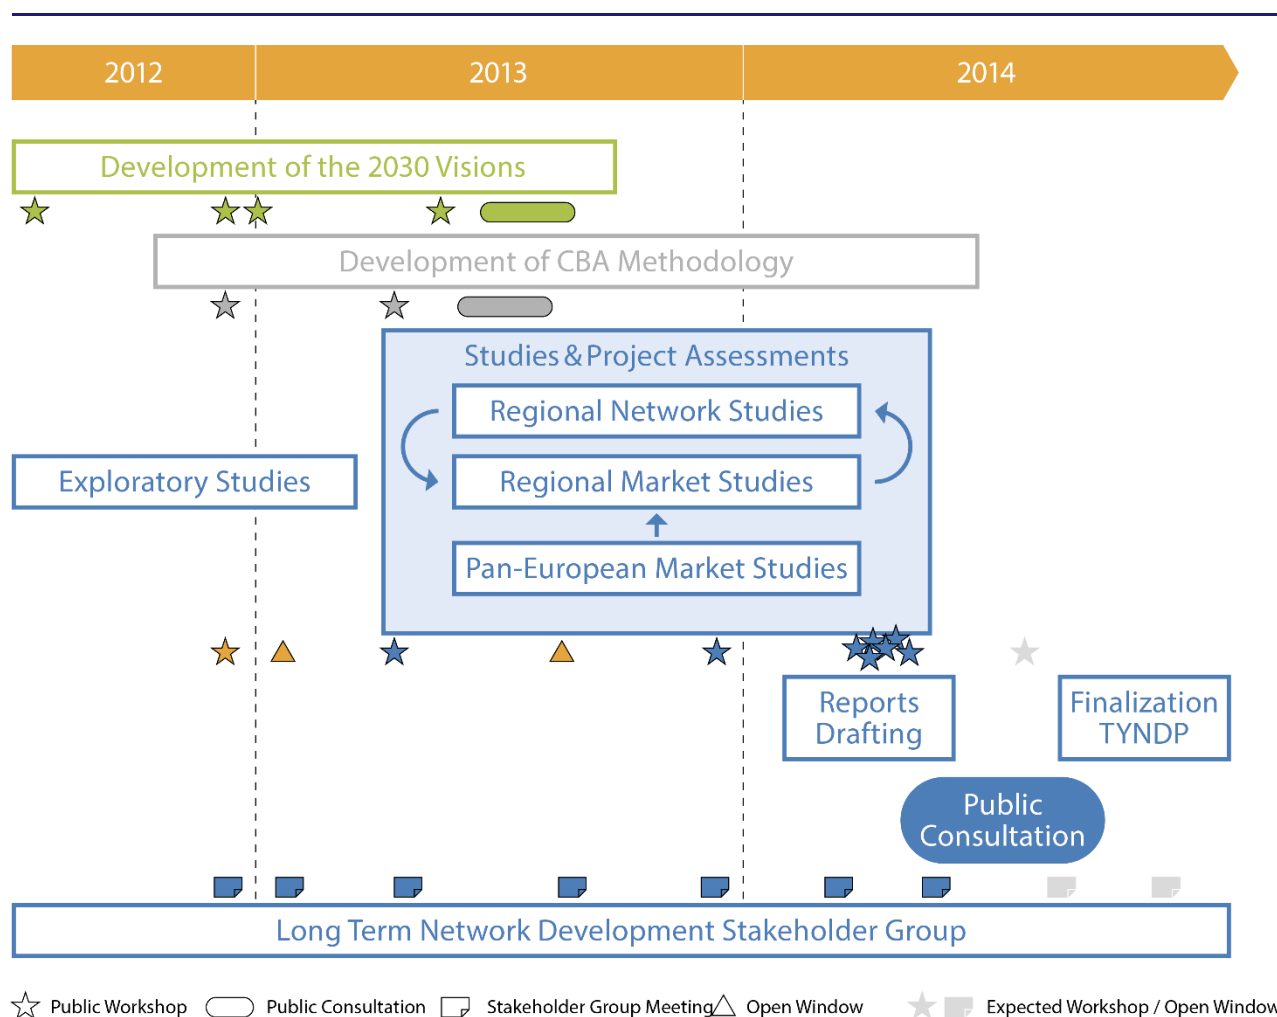 2012
2013
2014
Development of the 2030 Visions
Development of CBA Methodology
Studies & Project Assessments
Regional Network Studies
Exploratory Studies
Regional Market Studies
Pan-European Market Studies
Reports
Drafting
Finalization
TYNDP
Public
Consultation
Long Term Network Development Stakeholder Group
Public Workshop
Public Consultation
Stakeholder Group Meeting
Open Window
Expected Workshop / Open Window